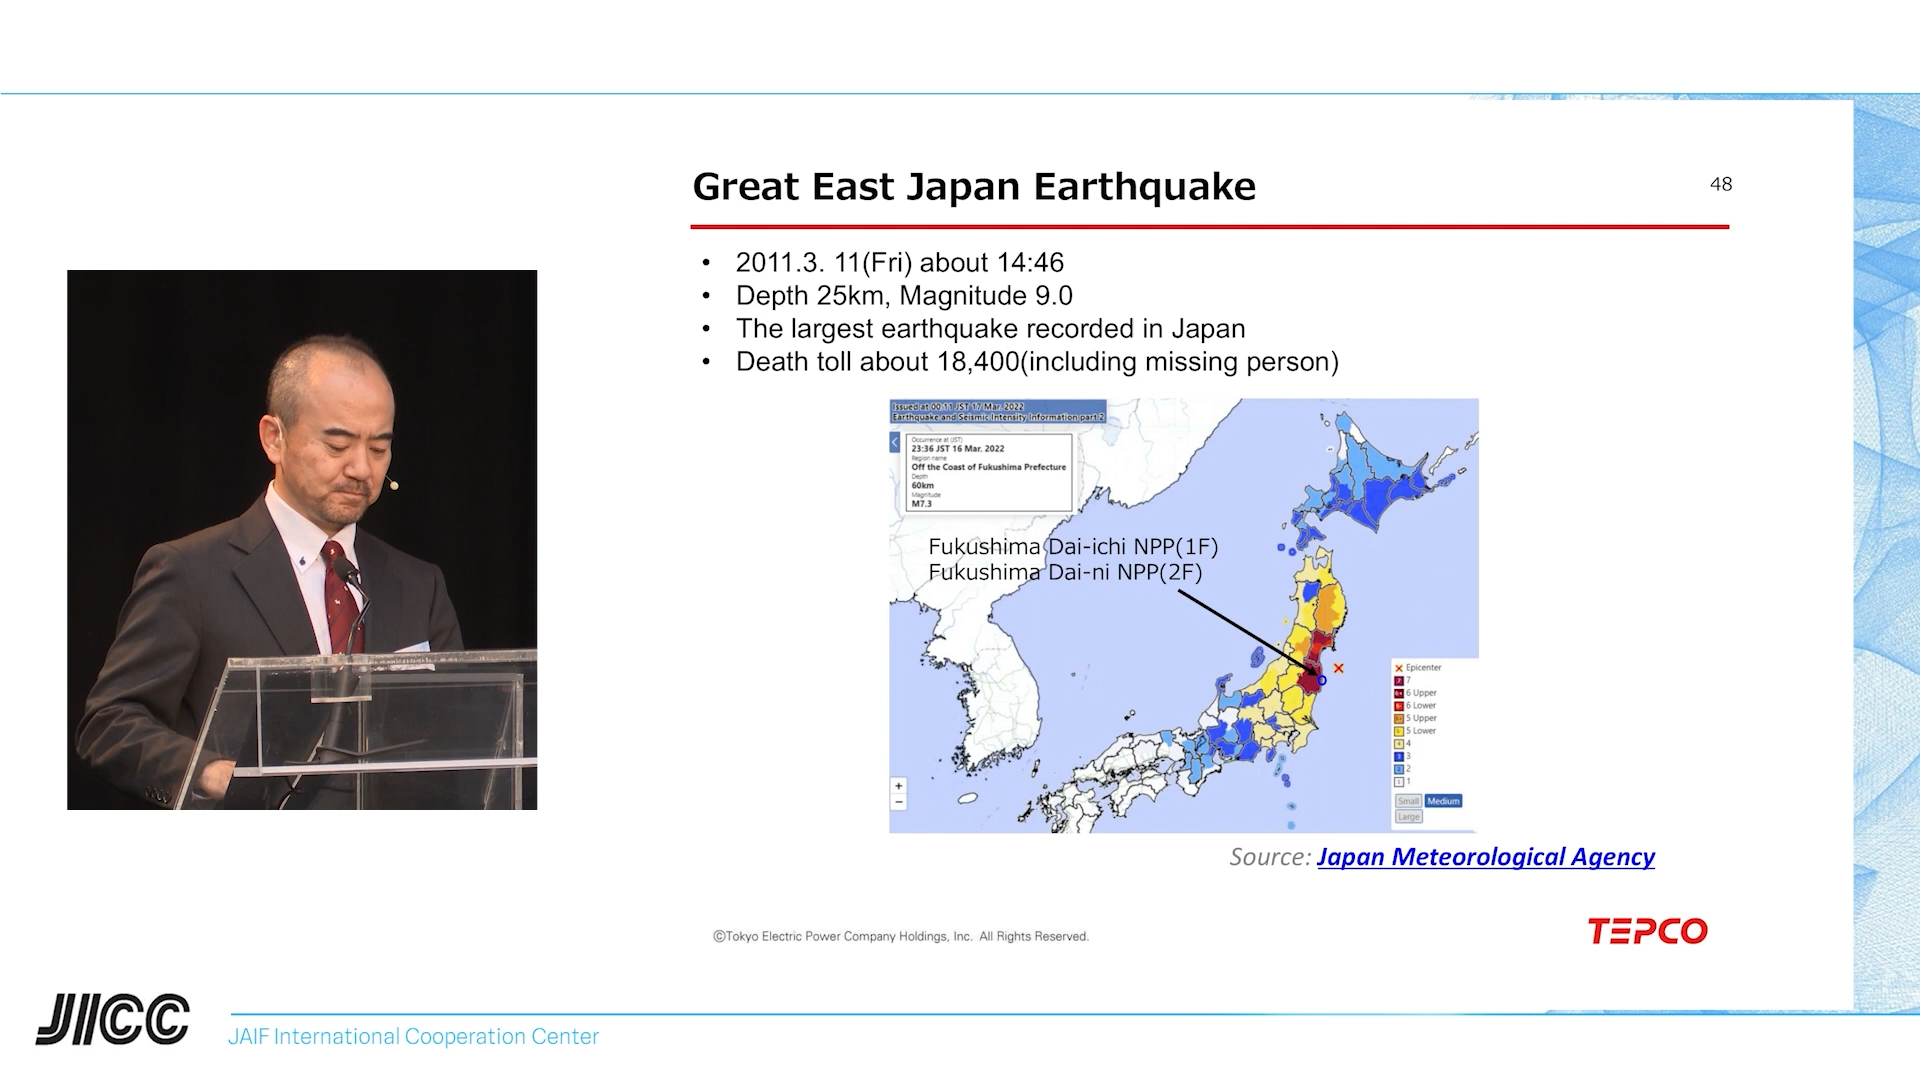 Great East Japan Earthquake
48
• 2011.3. 11(Fri) about 14:46
• Depth 25km, Magnitude 9.0
• The largest earthquake recorded in Japan
• Death toll about 18,400(including missing person)
Issued at 00:11 JST 17 Mar. 2022
Earthquake and Seismic Intensity Information part 2
Occurrence at (JST)
23:36 JST 16 Mar. 2022
Region name
Off the Coast of Fukushima Prefecture
Depth
60km
Magnitude
M7.3
Fukushima Dai-ichi NPP(1F)
Fukushima Dai-ni NPP(2F)
Epicenter
7
6 Upper
6 Lower
5 Upper
5 Lower
4
3
2
1
Small Medium
Large
+
−
Source: Japan Meteorological Agency
©Tokyo Electric Power Company Holdings, Inc. All Rights Reserved.
TEPCO
JICC
JAIF International Cooperation Center